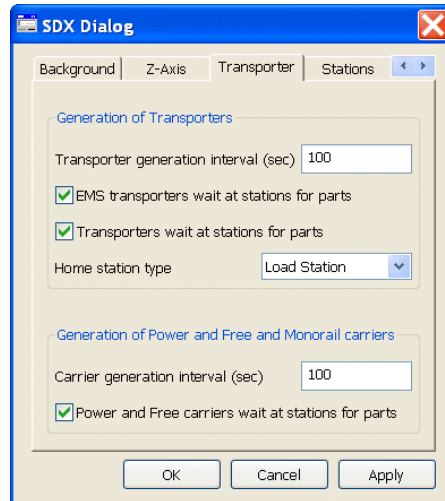 SDX Dialog
Background Z-Axis Transporter Stations
Generation of Transporters
Transporter generation interval (sec) 100
EMS transporters wait at stations for parts
Transporters wait at stations for parts
Home station type Load Station
Generation of Power and Free and Monorail carriers
Carrier generation interval (sec) 100
Power and Free carriers wait at stations for parts
OK Cancel Apply